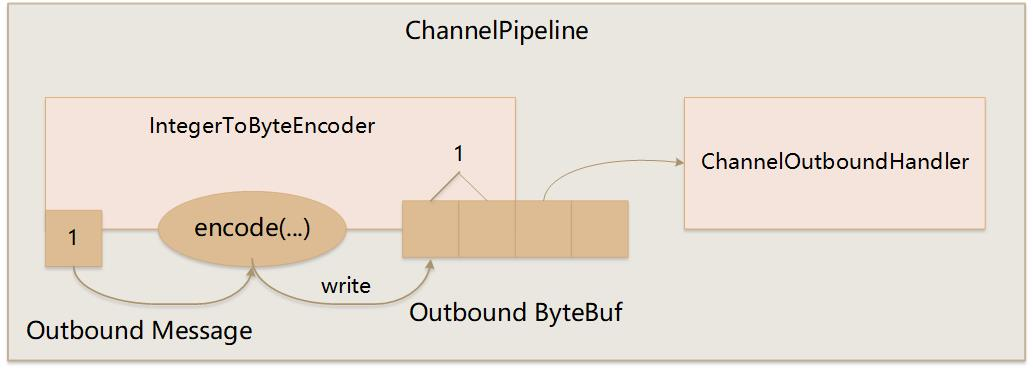 ChannelPipeline
IntegerToByteEncoder
1
ChannelOutboundHandler
1
encode(...)
write
Outbound ByteBuf
Outbound Message